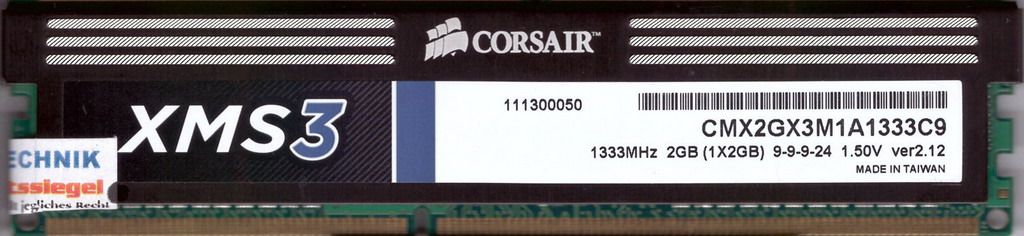 CORSAIR™
XMS3
111300050
CMX2GX3M1A1333C9
1333MHz 2GB (1X2GB) 9-9-9-24 1.50V ver2.12
MADE IN TAIWAN
ECHNIK
tssiegel
jegliches Recht